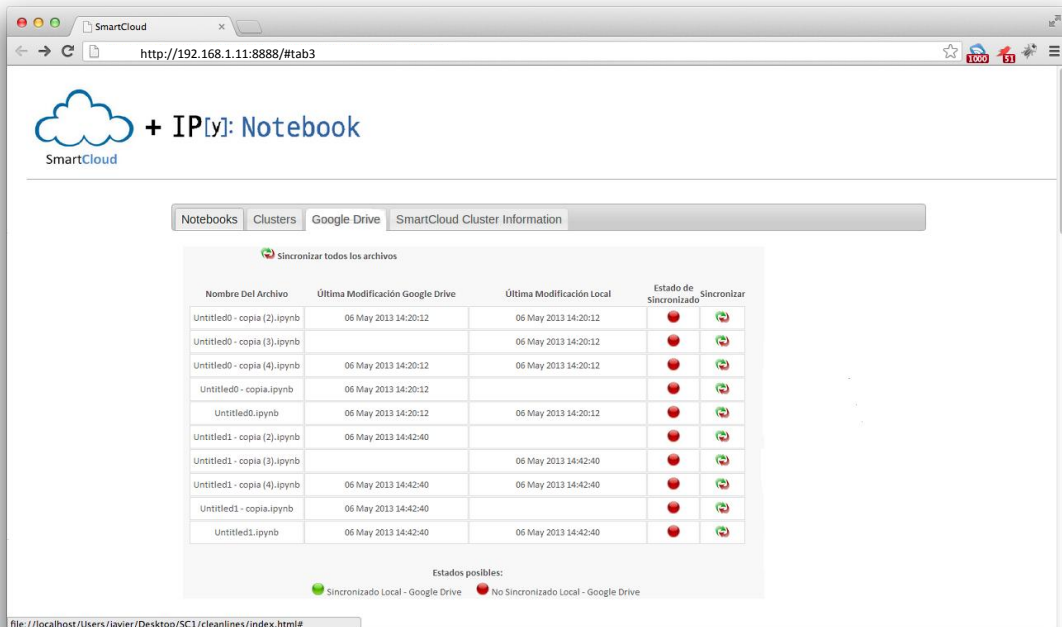 SmartCloud
http://192.168.1.11:8888/#tab3
1000
51
SmartCloud + IP[y]: Notebook
Notebooks Clusters Google Drive SmartCloud Cluster Information
Sincronizar todos los archivos
Nombre Del Archivo Última Modificación Google Drive Última Modificación Local Estado de Sincronizado Sincronizar
Untitled0 - copia (2).ipynb 06 May 2013 14:20:12 06 May 2013 14:20:12
Untitled0 - copia (3).ipynb 06 May 2013 14:20:12
Untitled0 - copia (4).ipynb 06 May 2013 14:20:12 06 May 2013 14:20:12
Untitled0 - copia.ipynb 06 May 2013 14:20:12
Untitled0.ipynb 06 May 2013 14:20:12 06 May 2013 14:20:12
Untitled1 - copia (2).ipynb 06 May 2013 14:42:40
Untitled1 - copia (3).ipynb 06 May 2013 14:42:40
Untitled1 - copia (4).ipynb 06 May 2013 14:42:40 06 May 2013 14:42:40
Untitled1 - copia.ipynb 06 May 2013 14:42:40
Untitled1.ipynb 06 May 2013 14:42:40 06 May 2013 14:42:40
Estados posibles:
Sincronizado Local - Google Drive No Sincronizado Local - Google Drive
file://localhost/Users/javier/Desktop/SC1/cleanlines/index.html#